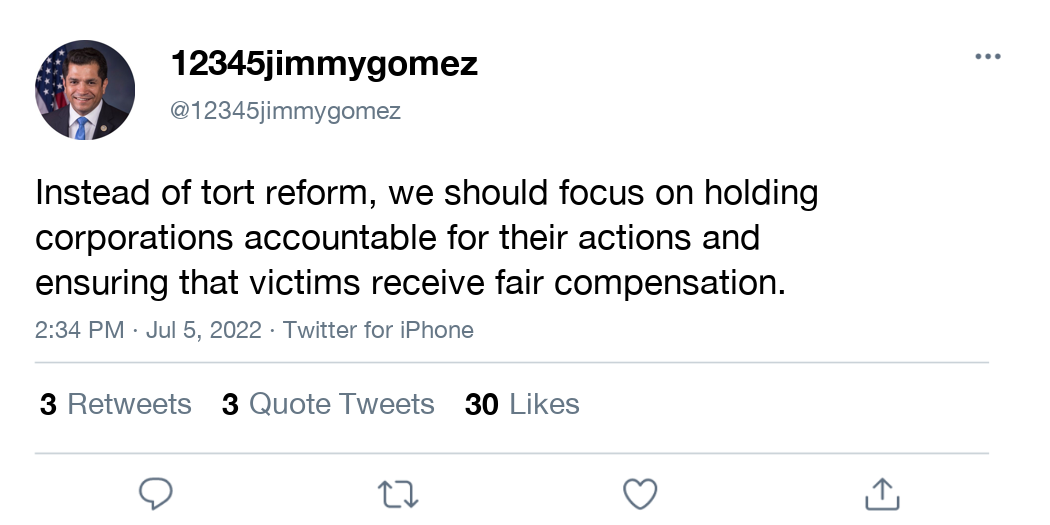 12345jimmygomez
@12345jimmygomez
Instead of tort reform, we should focus on holding
corporations accountable for their actions and
ensuring that victims receive fair compensation.
2:34 PM · Jul 5, 2022 · Twitter for iPhone
3 Retweets 3 Quote Tweets 30 Likes